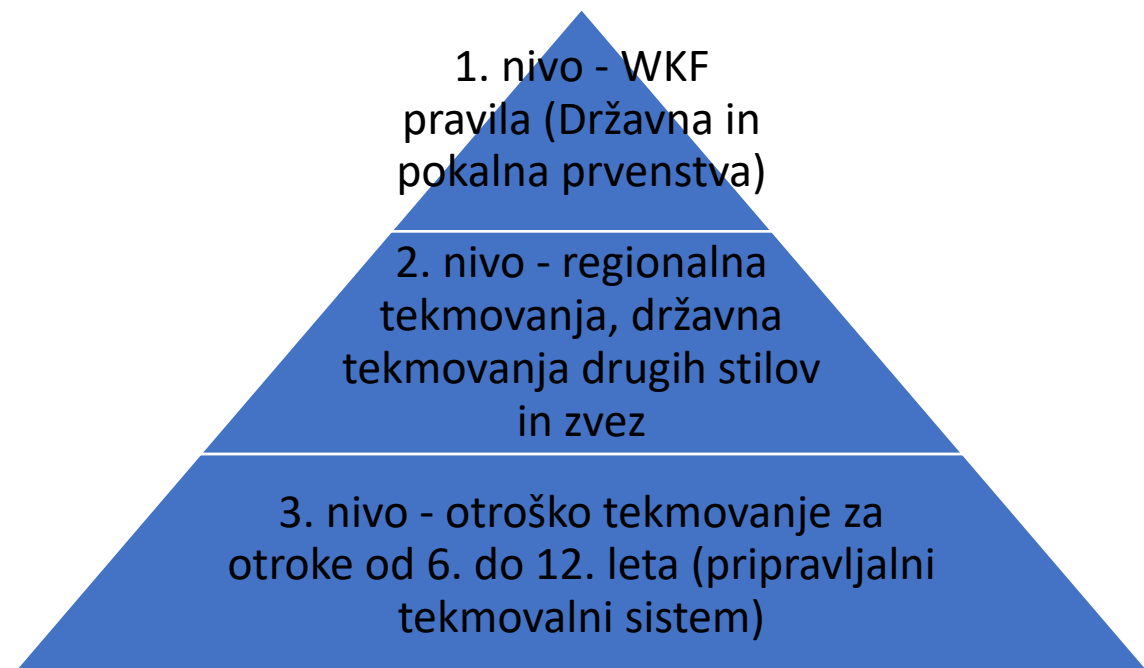 1. nivo - WKF
pravila (Državna in
pokalna prvenstva)
2. nivo - regionalna
tekmovanja, državna
tekmovanja drugih stilov
in zvez
3. nivo - otroško tekmovanje za
otroke od 6. do 12. leta (pripravljalni
tekmovalni sistem)